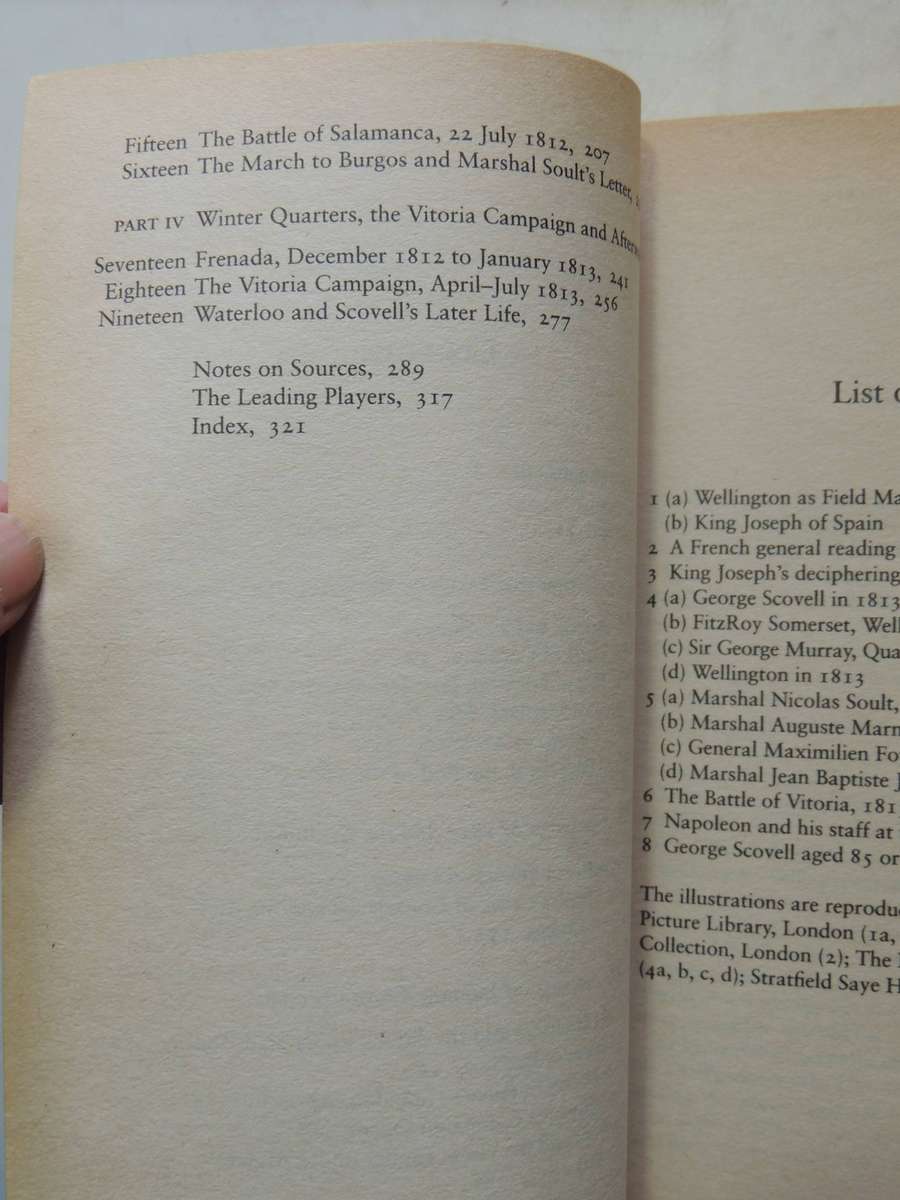 Fifteen The Battle of Salamanca, 22 July 1812, 207
Sixteen The March to Burgos and Marshal Soult's Letter,
PART IV Winter Quarters, the Vitoria Campaign and
Seventeen Frenada, December 1812 to January 1813, 241
Eighteen The Vitoria Campaign, April–July 1813, 256
Nineteen Waterloo and Scovell's Later Life, 277
Notes on Sources, 289
The Leading Players, 317
Index, 321
List
1 (a) Wellington as Field
(b) King Joseph of Spain
2 A French general reading
3 King Joseph's deciphering
4 (a) George Scovell in 1813
(b) FitzRoy Somerset,
(c) Sir George Murray,
(d) Wellington in 1813
5 (a) Marshal Nicolas Soult,
(b) Marshal Auguste
(c) General Maximilien
(d) Marshal Jean Baptiste
6 The Battle of Vitoria,
7 Napoleon and his staff at
8 George Scovell aged 85 or
The illustrations are
Picture Library, London (1a,
Collection, London (2); The
(4a, b, c, d); Stratfield Saye